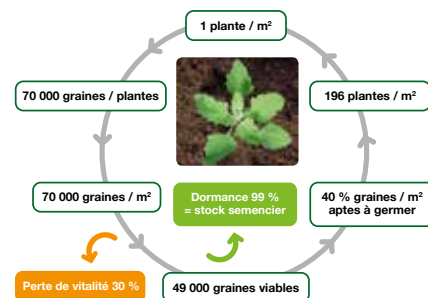 1 plante / m²
70 000 graines / plantes
196 plantes / m²
70 000 graines / m²
Dormance 99 %
= stock semencier
40 % graines / m²
aptes à germer
Perte de vitalité 30 %
49 000 graines viables